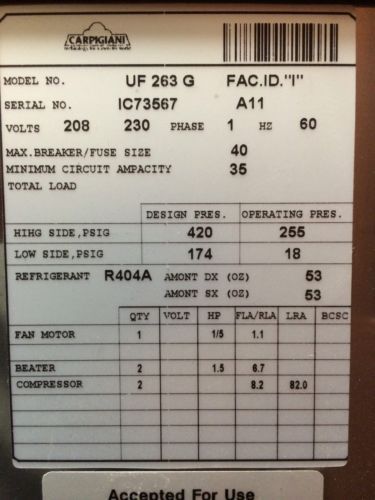 CARPIGIANI
MODEL NO. UF 263 G FAC.ID."I"
SERIAL NO. IC73567 A11
VOLTS 208 230 PHASE 1 HZ 60
MAX.BREAKER/FUSE SIZE 40
MINIMUM CIRCUIT AMPACITY 35
TOTAL LOAD
DESIGN PRES. OPERATING PRES.
HIHG SIDE,PSIG 420 255
LOW SIDE,PSIG 174 18
REFRIGERANT R404A AMONT DX (OZ) 53
AMONT SX (OZ) 53
QTY VOLT HP FLA/RLA LRA BCSC
FAN MOTOR 1 1/5 1.1
BEATER 2 1.5 6.7
COMPRESSOR 2 8.2 82.0
Accepted For Use